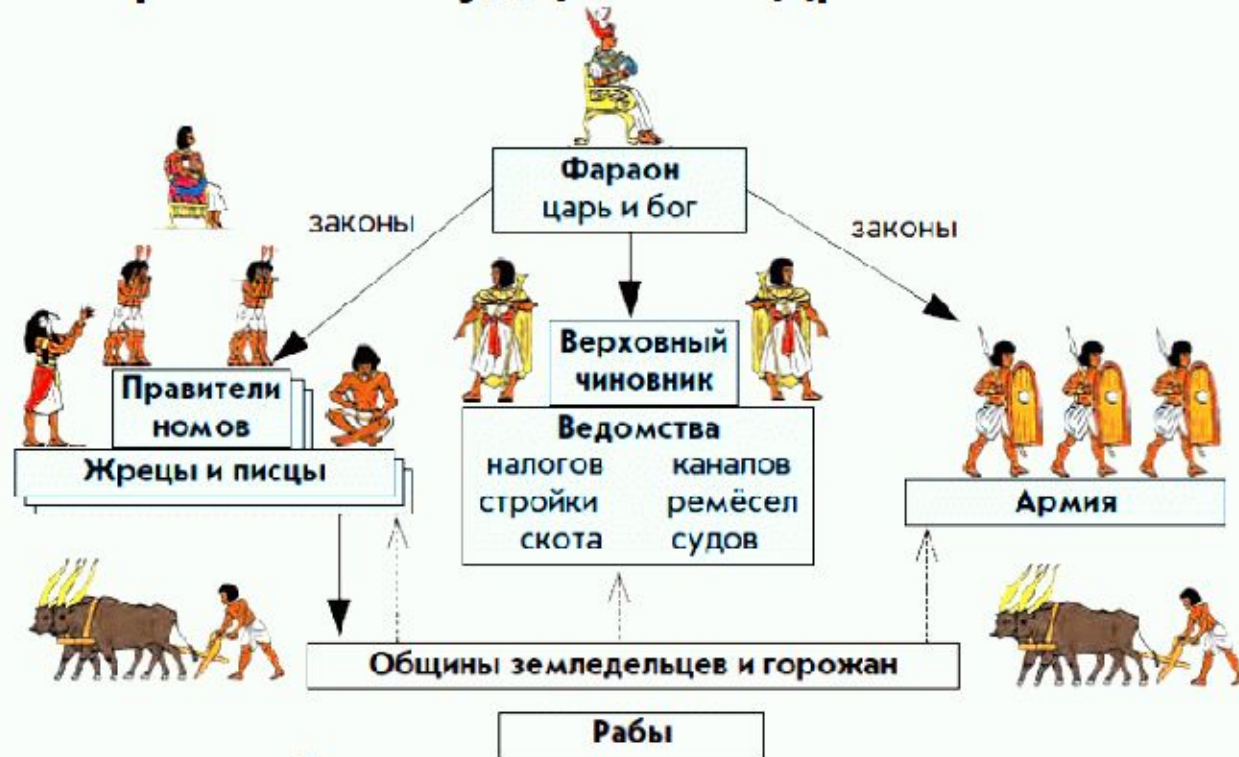 Фараон
царь и бог
законы
законы
Верховный
чиновник
Правители
номов
Жрецы и писцы
Ведомства
налогов каналов
стройки ремёсел
скота судов
Армия
Общины земледельцев и горожан
Рабы